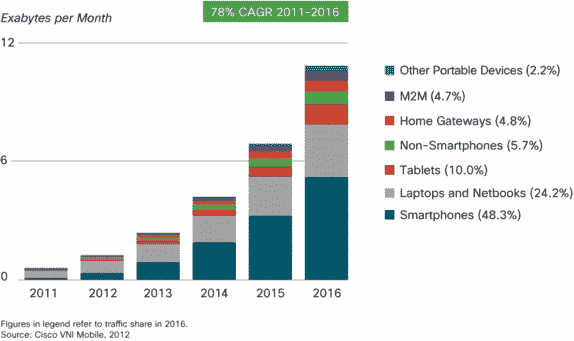 Exabytes per Month
78% CAGR 2011–2016
12
6
0
Other Portable Devices (2.2%)
M2M (4.7%)
Home Gateways (4.8%)
Non-Smartphones (5.7%)
Tablets (10.0%)
Laptops and Netbooks (24.2%)
Smartphones (48.3%)
2011 2012 2013 2014 2015 2016
Figures in legend refer to traffic share in 2016.
Source: Cisco VNI Mobile, 2012